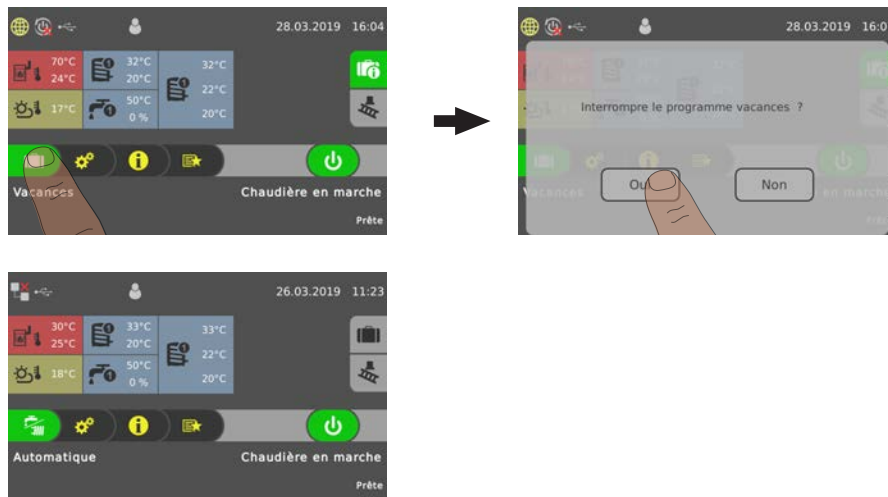 28.03.2019 16:04
70°C 32°C 32°C
24°C 20°C 22°C
17°C 50°C 20°C
0 %
Vacances Chaudière en marche
Prête
28.03.2019 16:0
Interrompre le programme vacances ?
Oui Non
26.03.2019 11:23
30°C 33°C 33°C
25°C 20°C 22°C
18°C 50°C 20°C
0 %
Automatique Chaudière en marche
Prête